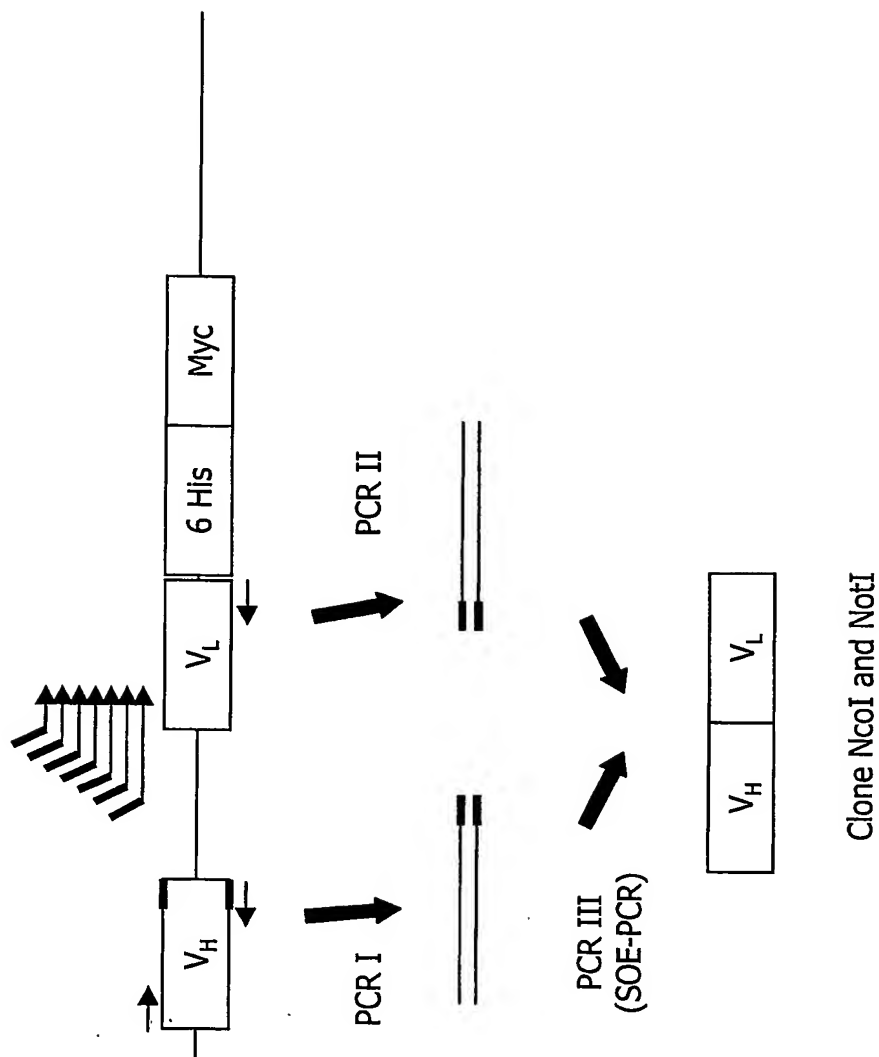 V_H
V_L
6 His
Myc
PCR I
PCR II
PCR III
(SOE-PCR)
V_H
V_L
Clone NcoI and NotI